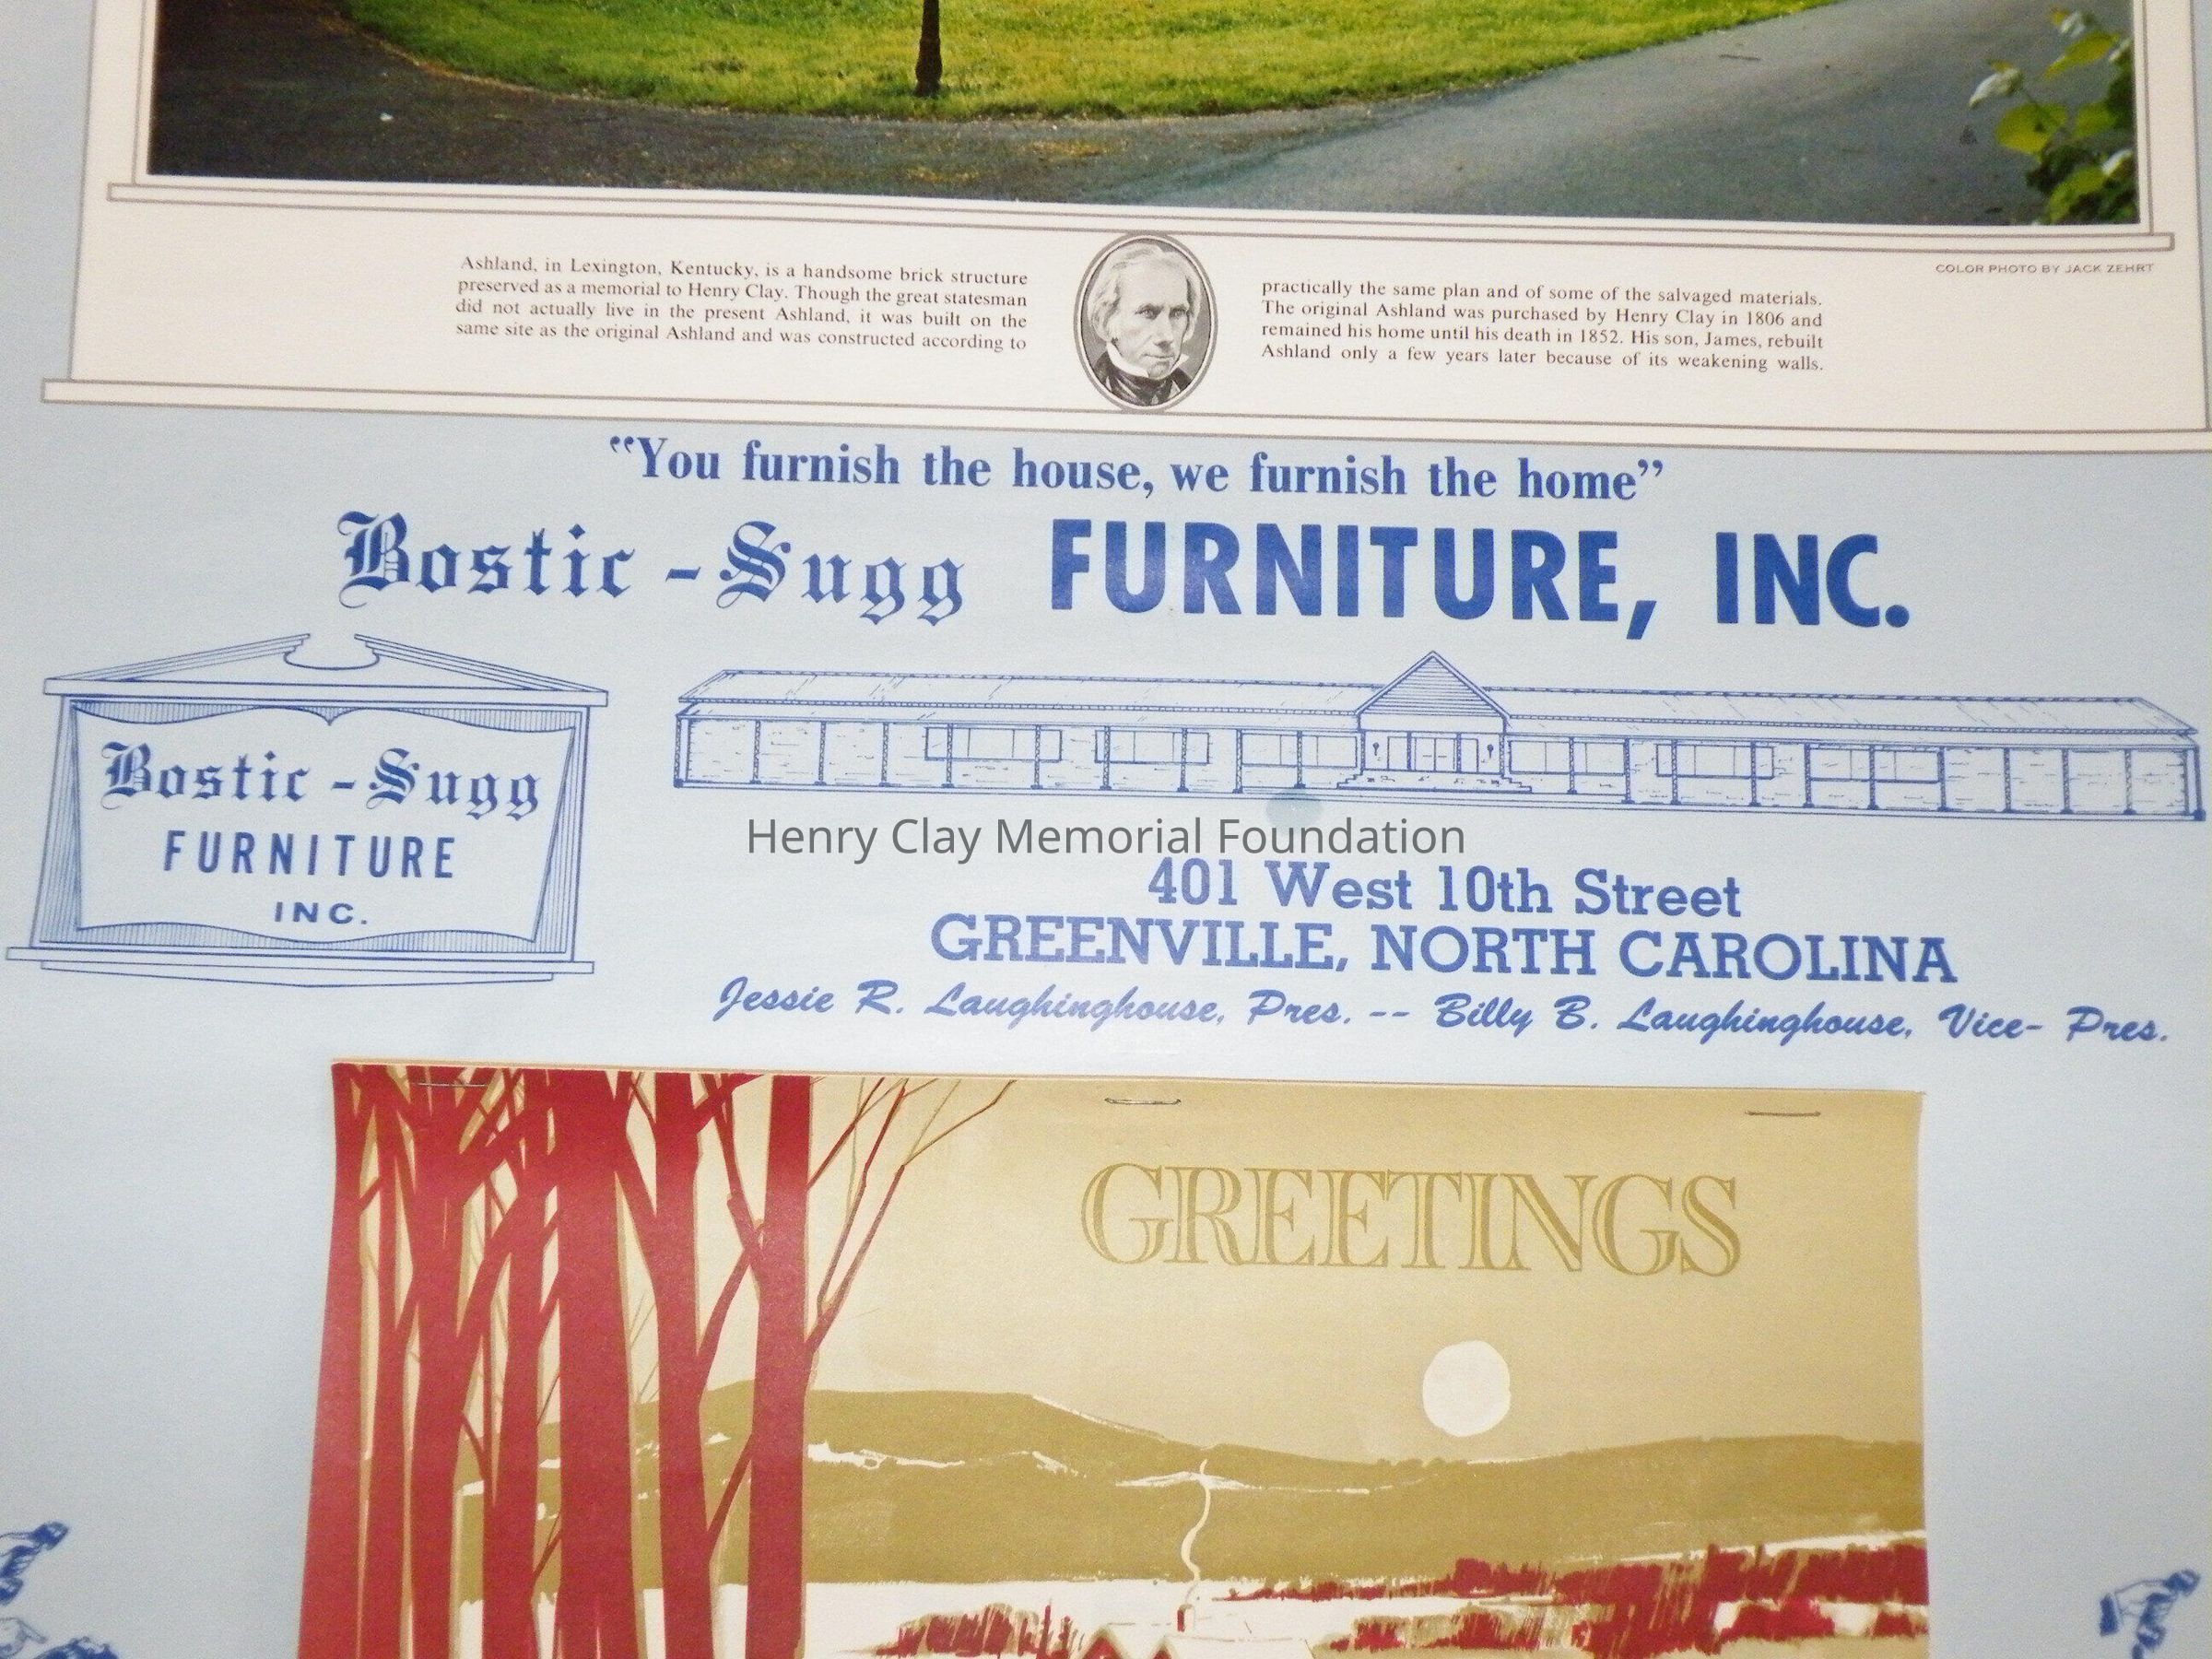 Ashland, in Lexington, Kentucky, is a handsome brick structure
preserved as a memorial to Henry Clay. Though the great statesman
did not actually live in the present Ashland, it was built on the
same site as the original Ashland and was constructed according to
practically the same plan and of some of the salvaged materials.
The original Ashland was purchased by Henry Clay in 1806 and
remained his home until his death in 1852. His son, James, rebuilt
Ashland only a few years later because of its weakening walls.
COLOR PHOTO BY JACK ZEHRT
“You furnish the house, we furnish the home”
Bostic - Sugg FURNITURE, INC.
Bostic - Sugg
FURNITURE
INC.
Henry Clay Memorial Foundation
401 West 10th Street
GREENVILLE, NORTH CAROLINA
Jessie R. Laughinghouse, Pres. -- Billy B. Laughinghouse, Vice- Pres.
GREETINGS